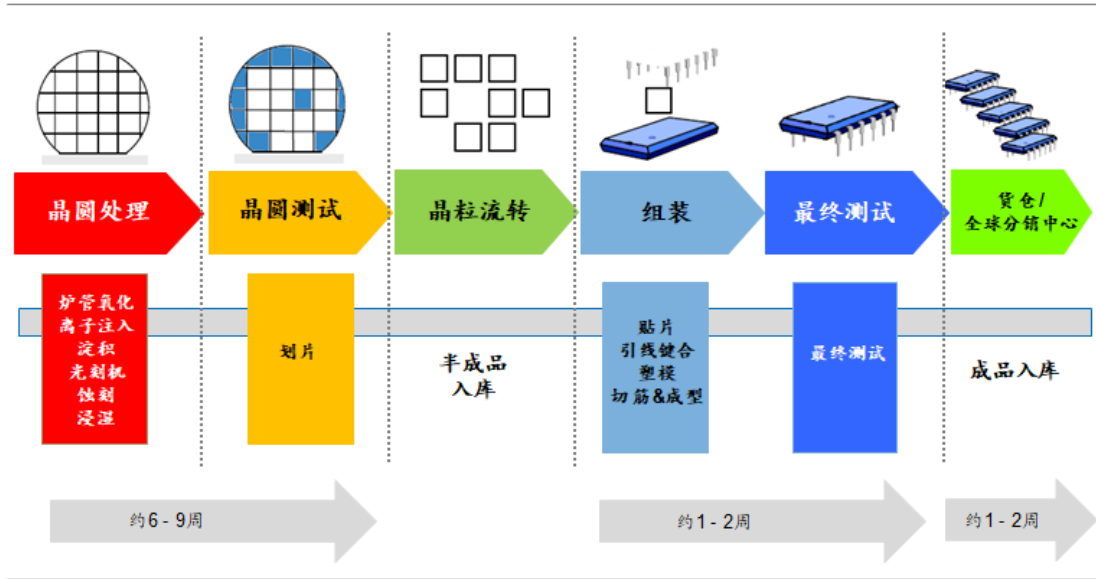 晶圆处理
晶圆测试
晶粒流转
组装
最终测试
货仓/
全球分销中心
炉管氧化
离子注入
淀积
光刻机
蚀刻
浸湿
划片
半成品
入库
贴片
引线键合
塑模
切筋&成型
最终测试
成品入库
约6-9周
约1-2周
约1-2周